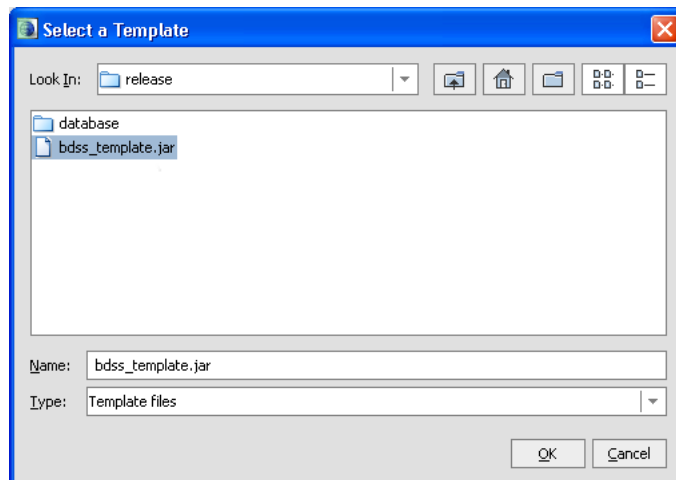 Select a Template
Look In: release
database
bdss_template.jar
Name: bdss_template.jar
Type: Template files
OK Cancel